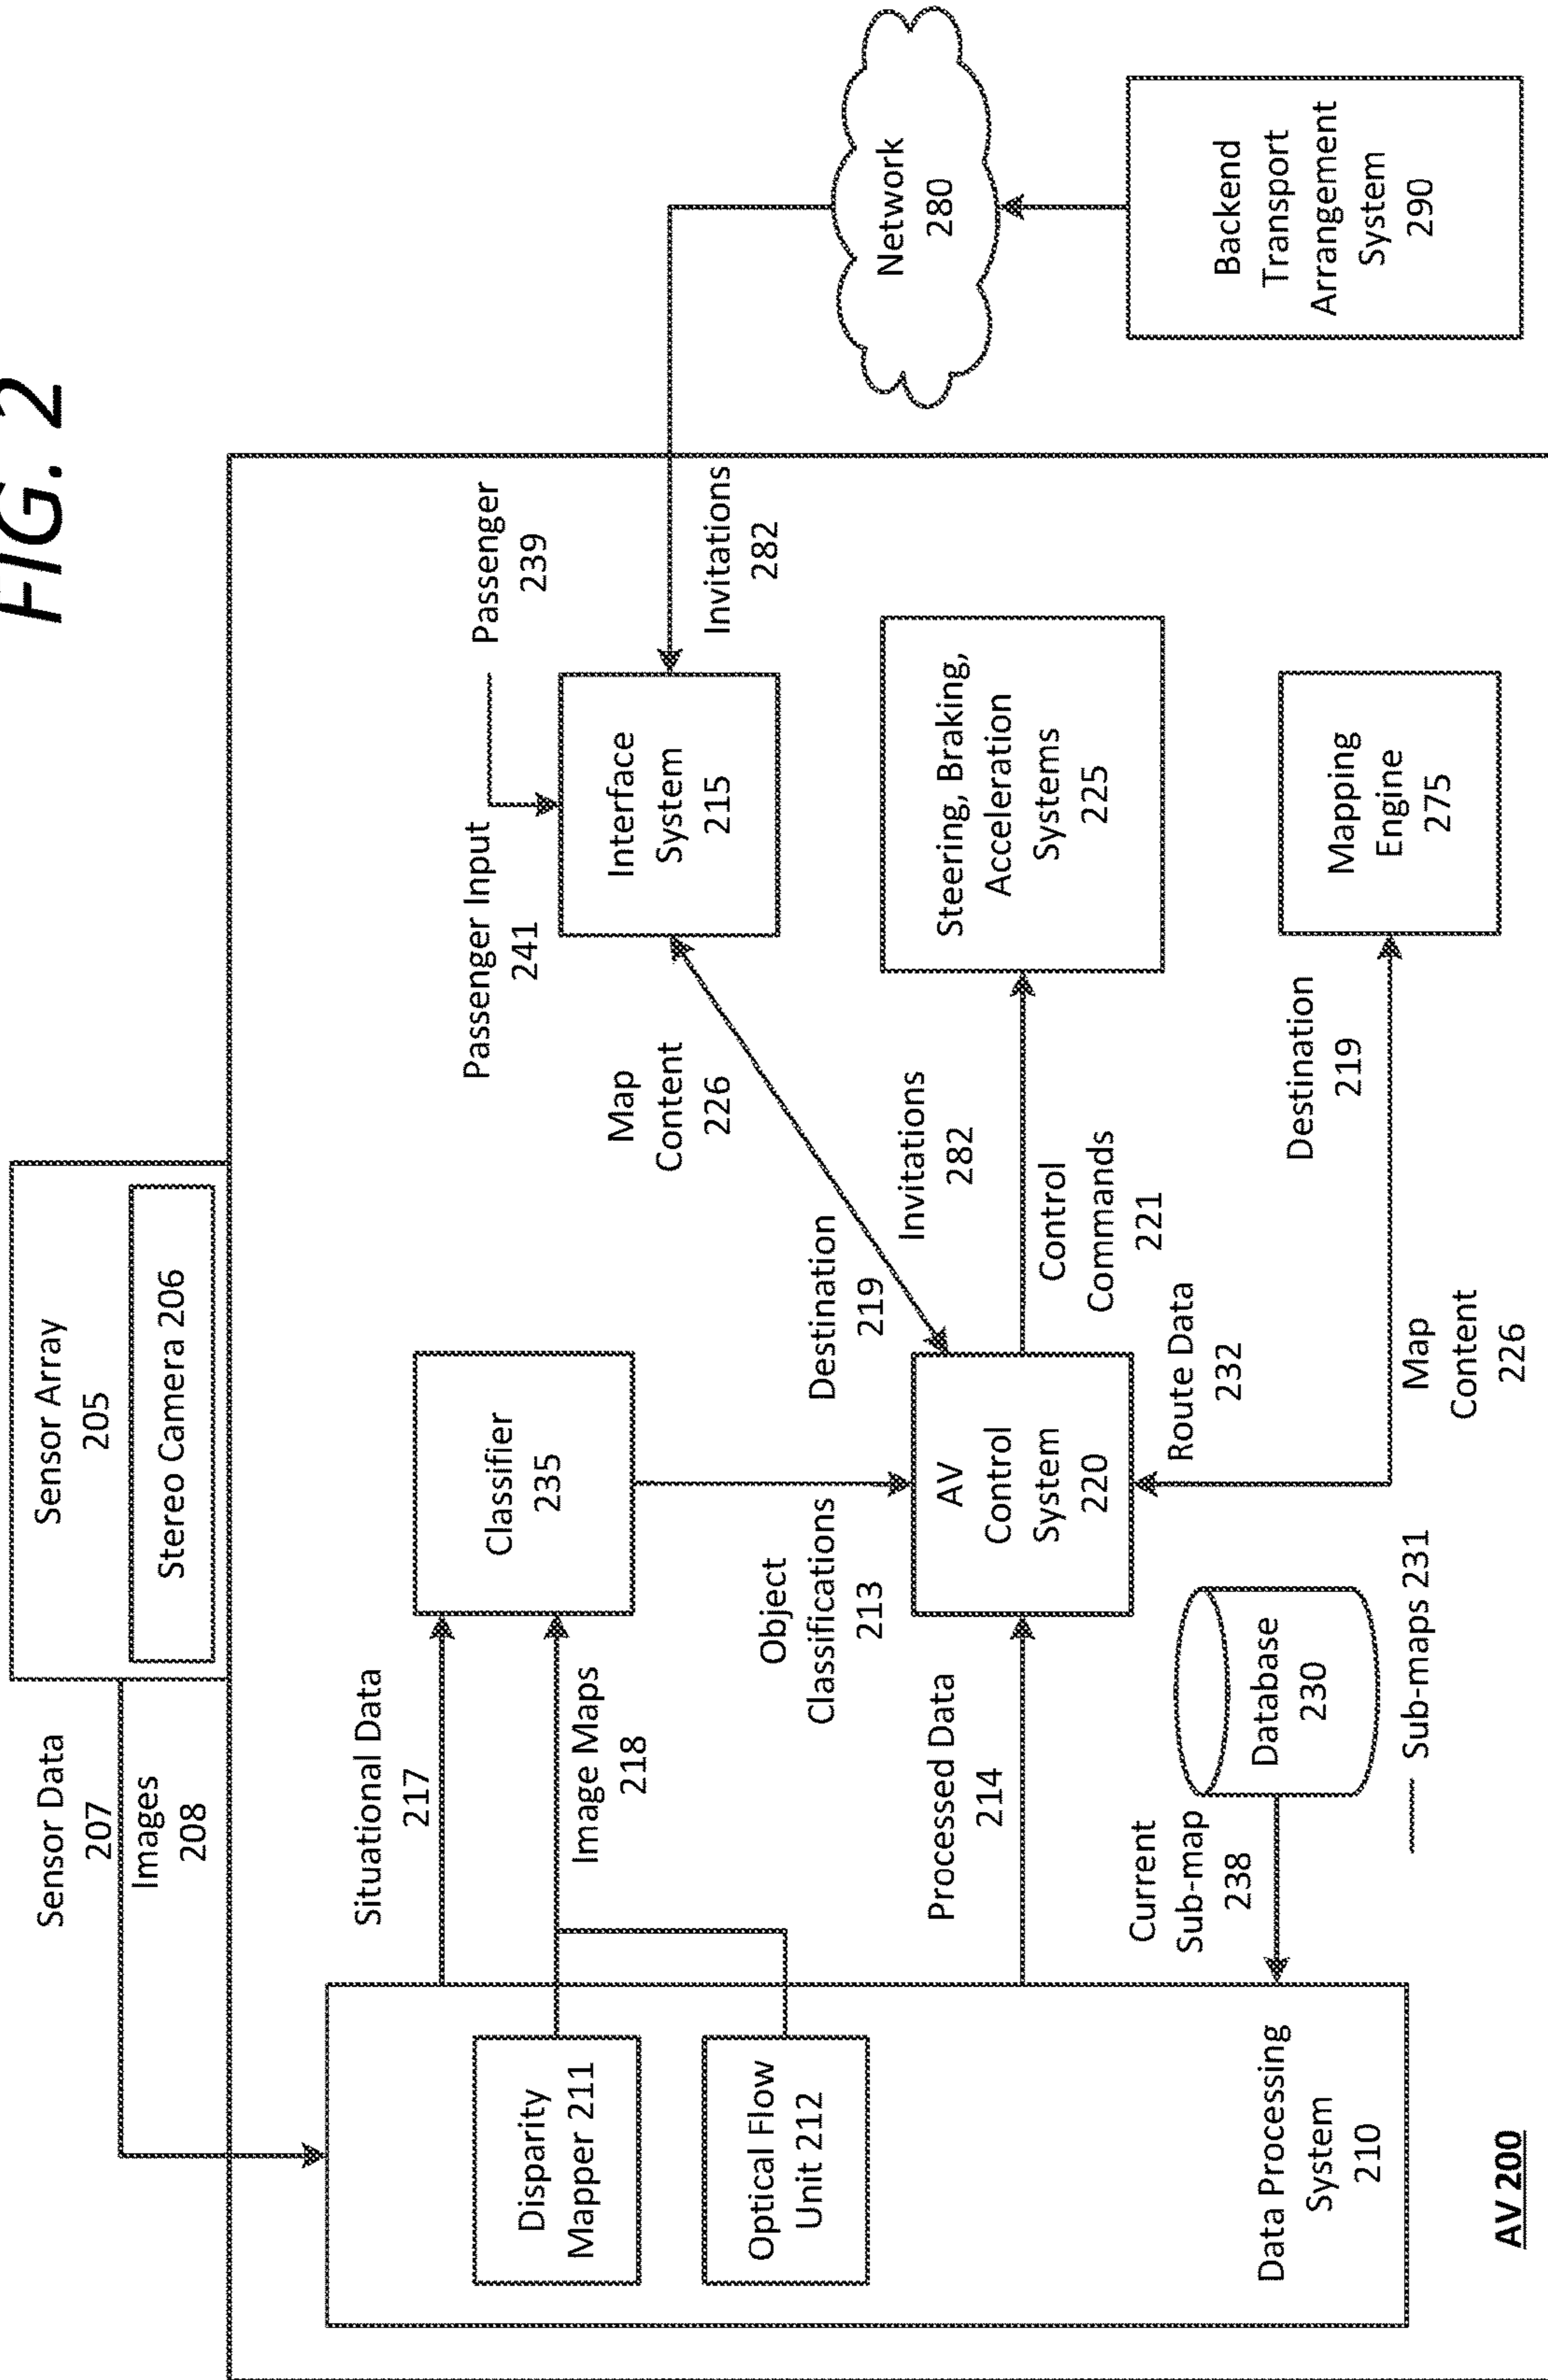 FIG. 2
Sensor Array
205
Stereo Camera 206
Sensor Data
207
Images
208
Situational Data
217
Image Maps
218
Disparity
Mapper 211
Optical Flow
Unit 212
Data Processing
System
210
Classifier
235
Object
Classifications
213
Processed Data
214
AV
Control
System
220
Current
Sub-map
238
Database
230
Sub-maps 231
Passenger
239
Passenger Input
241
Interface
System
215
Map
Content
226
Destination
219
Invitations
282
Invitations
282
Control
Commands
221
Steering, Braking,
Acceleration
Systems
225
Route Data
232
Destination
219
Map
Content
226
Mapping
Engine
275
Network
280
Backend
Transport
Arrangement
System
290
AV 200